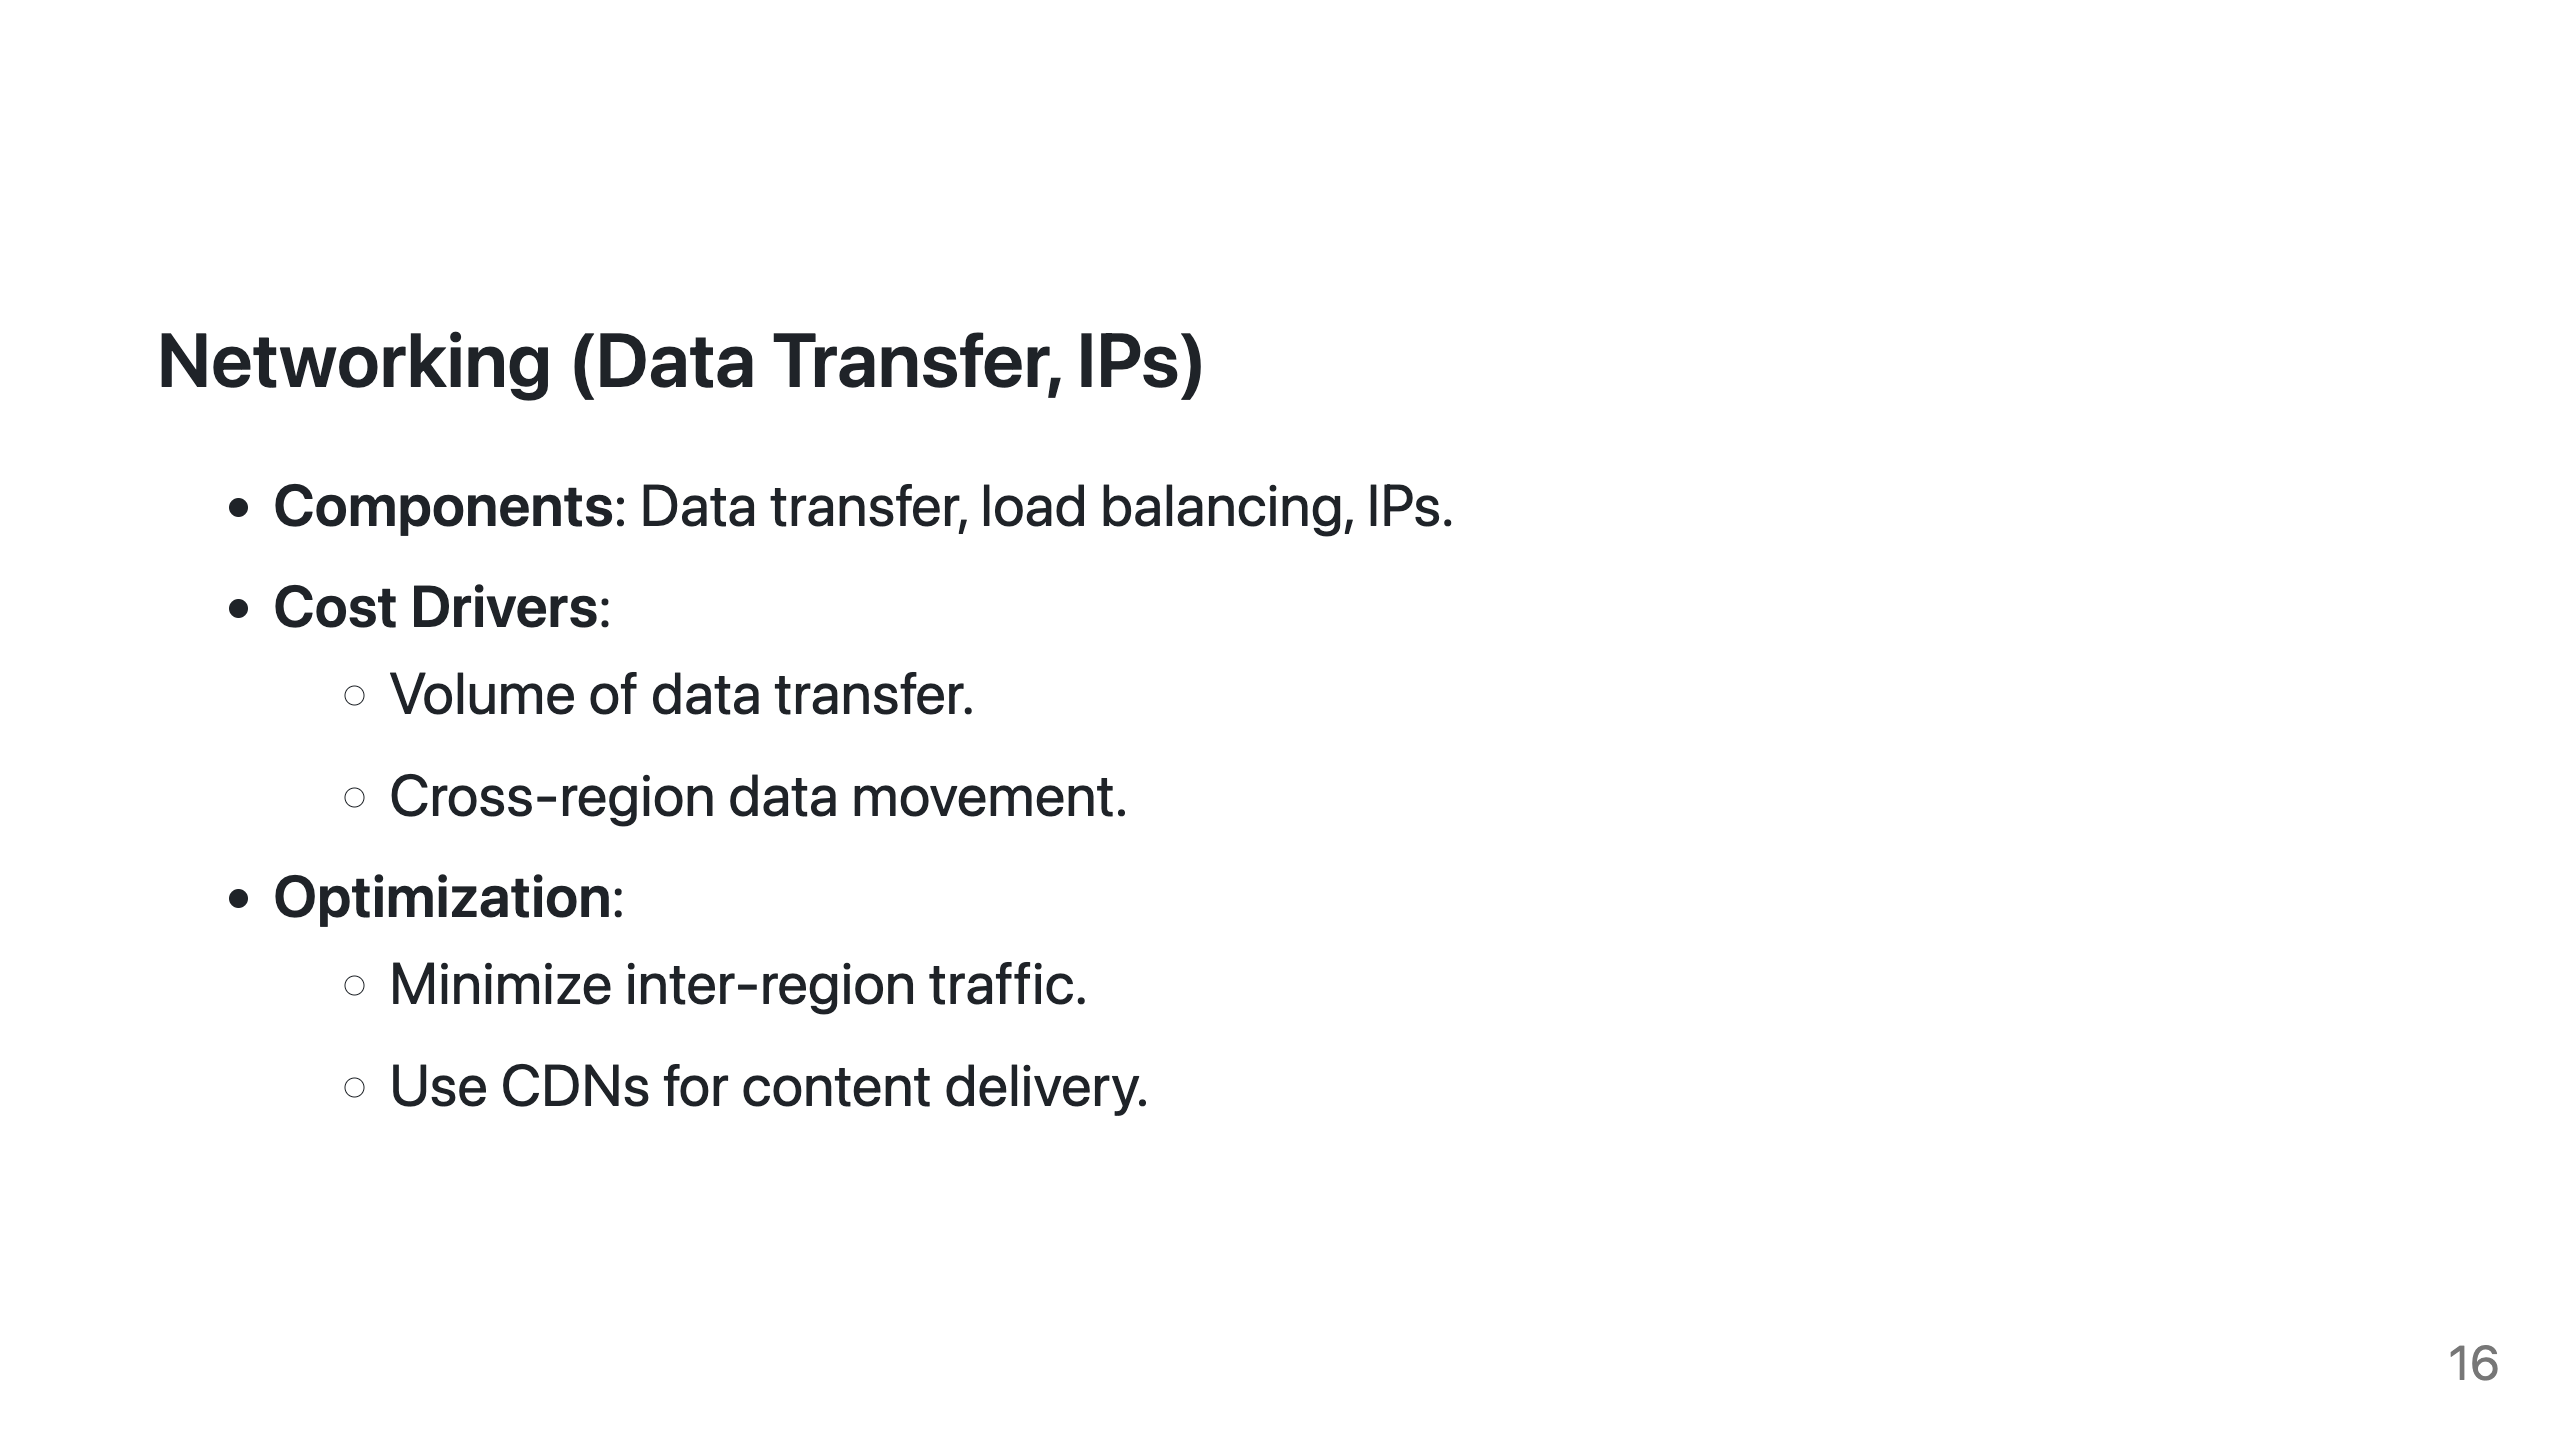 Networking (Data Transfer, IPs)
Components: Data transfer, load balancing, IPs.
Cost Drivers:
Volume of data transfer.
Cross-region data movement.
Optimization:
Minimize inter-region traffic.
Use CDNs for content delivery.
16